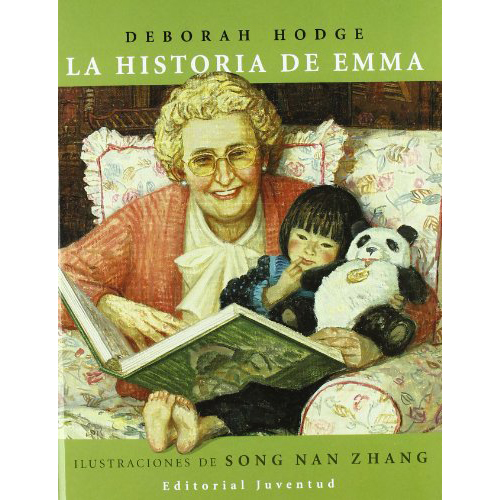 DEBORAH HODGE
LA HISTORIA DE EMMA
ILUSTRACIONES DE SONG NAN ZHANG
Editorial Juventud